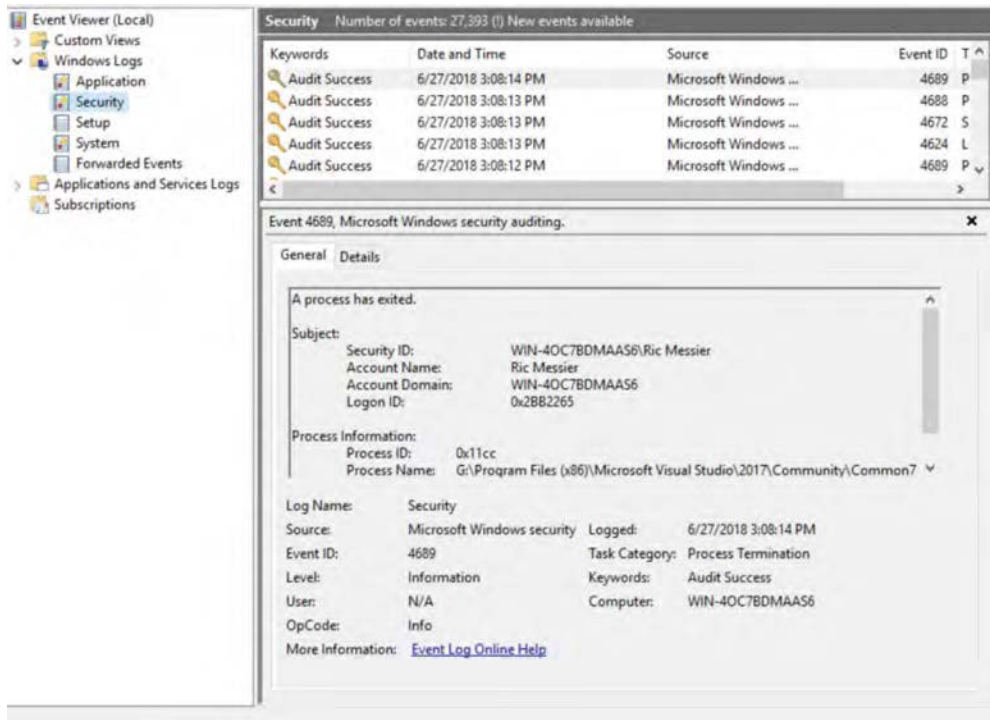 Event Viewer (Local)
Custom Views
Windows Logs
Application
Security
Setup
System
Forwarded Events
Applications and Services Logs
Subscriptions
Security Number of events: 27,393 (!) New events available
Keywords Date and Time Source Event ID T
Audit Success 6/27/2018 3:08:14 PM Microsoft Windows ... 4689 P
Audit Success 6/27/2018 3:08:13 PM Microsoft Windows ... 4688 P
Audit Success 6/27/2018 3:08:13 PM Microsoft Windows ... 4672 S
Audit Success 6/27/2018 3:08:13 PM Microsoft Windows ... 4624 L
Audit Success 6/27/2018 3:08:12 PM Microsoft Windows ... 4689 P
Event 4689, Microsoft Windows security auditing.
General Details
A process has exited.
Subject:
Security ID: WIN-4OC7BDMAAS6\Ric Messier
Account Name: Ric Messier
Account Domain: WIN-4OC7BDMAAS6
Logon ID: 0x2BB2265
Process Information:
Process ID: 0x11cc
Process Name: G:\Program Files (x86)\Microsoft Visual Studio\2017\Community\Common7
Log Name: Security
Source: Microsoft Windows security Logged: 6/27/2018 3:08:14 PM
Event ID: 4689 Task Category: Process Termination
Level: Information Keywords: Audit Success
User: N/A Computer: WIN-4OC7BDMAAS6
OpCode: Info
More Information: Event Log Online Help